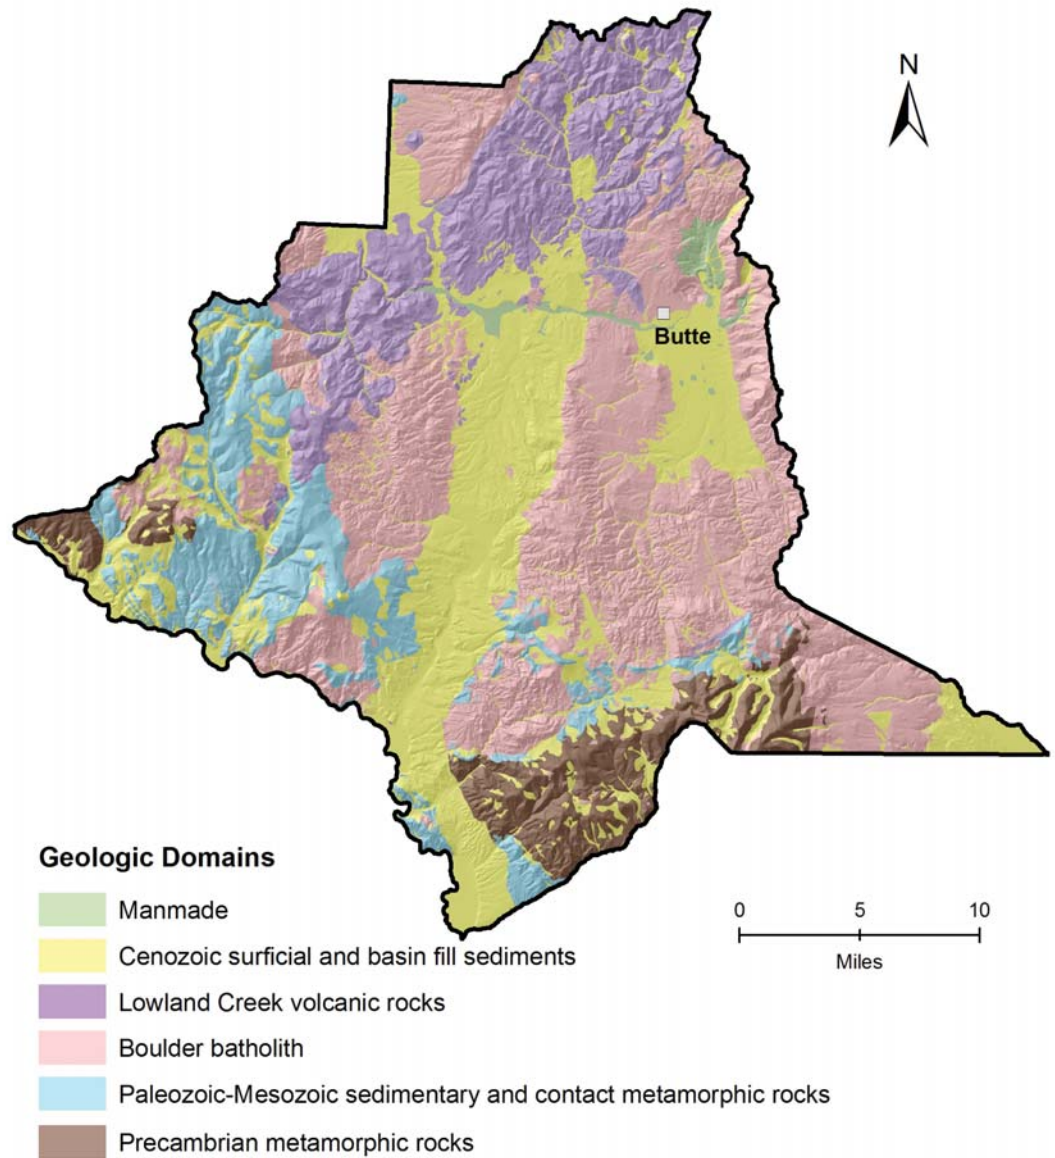 N
Butte
Geologic Domains
Manmade
Cenozoic surficial and basin fill sediments
Lowland Creek volcanic rocks
Boulder batholith
Paleozoic-Mesozoic sedimentary and contact metamorphic rocks
Precambrian metamorphic rocks
0 5 10
Miles